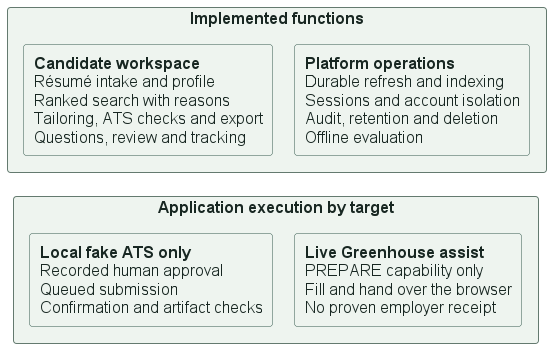 Implemented functions
Candidate workspace
Résumé intake and profile
Ranked search with reasons
Tailoring, ATS checks and export
Questions, review and tracking
Platform operations
Durable refresh and indexing
Sessions and account isolation
Audit, retention and deletion
Offline evaluation
Application execution by target
Local fake ATS only
Recorded human approval
Queued submission
Confirmation and artifact checks
Live Greenhouse assist
PREPARE capability only
Fill and hand over the browser
No proven employer receipt